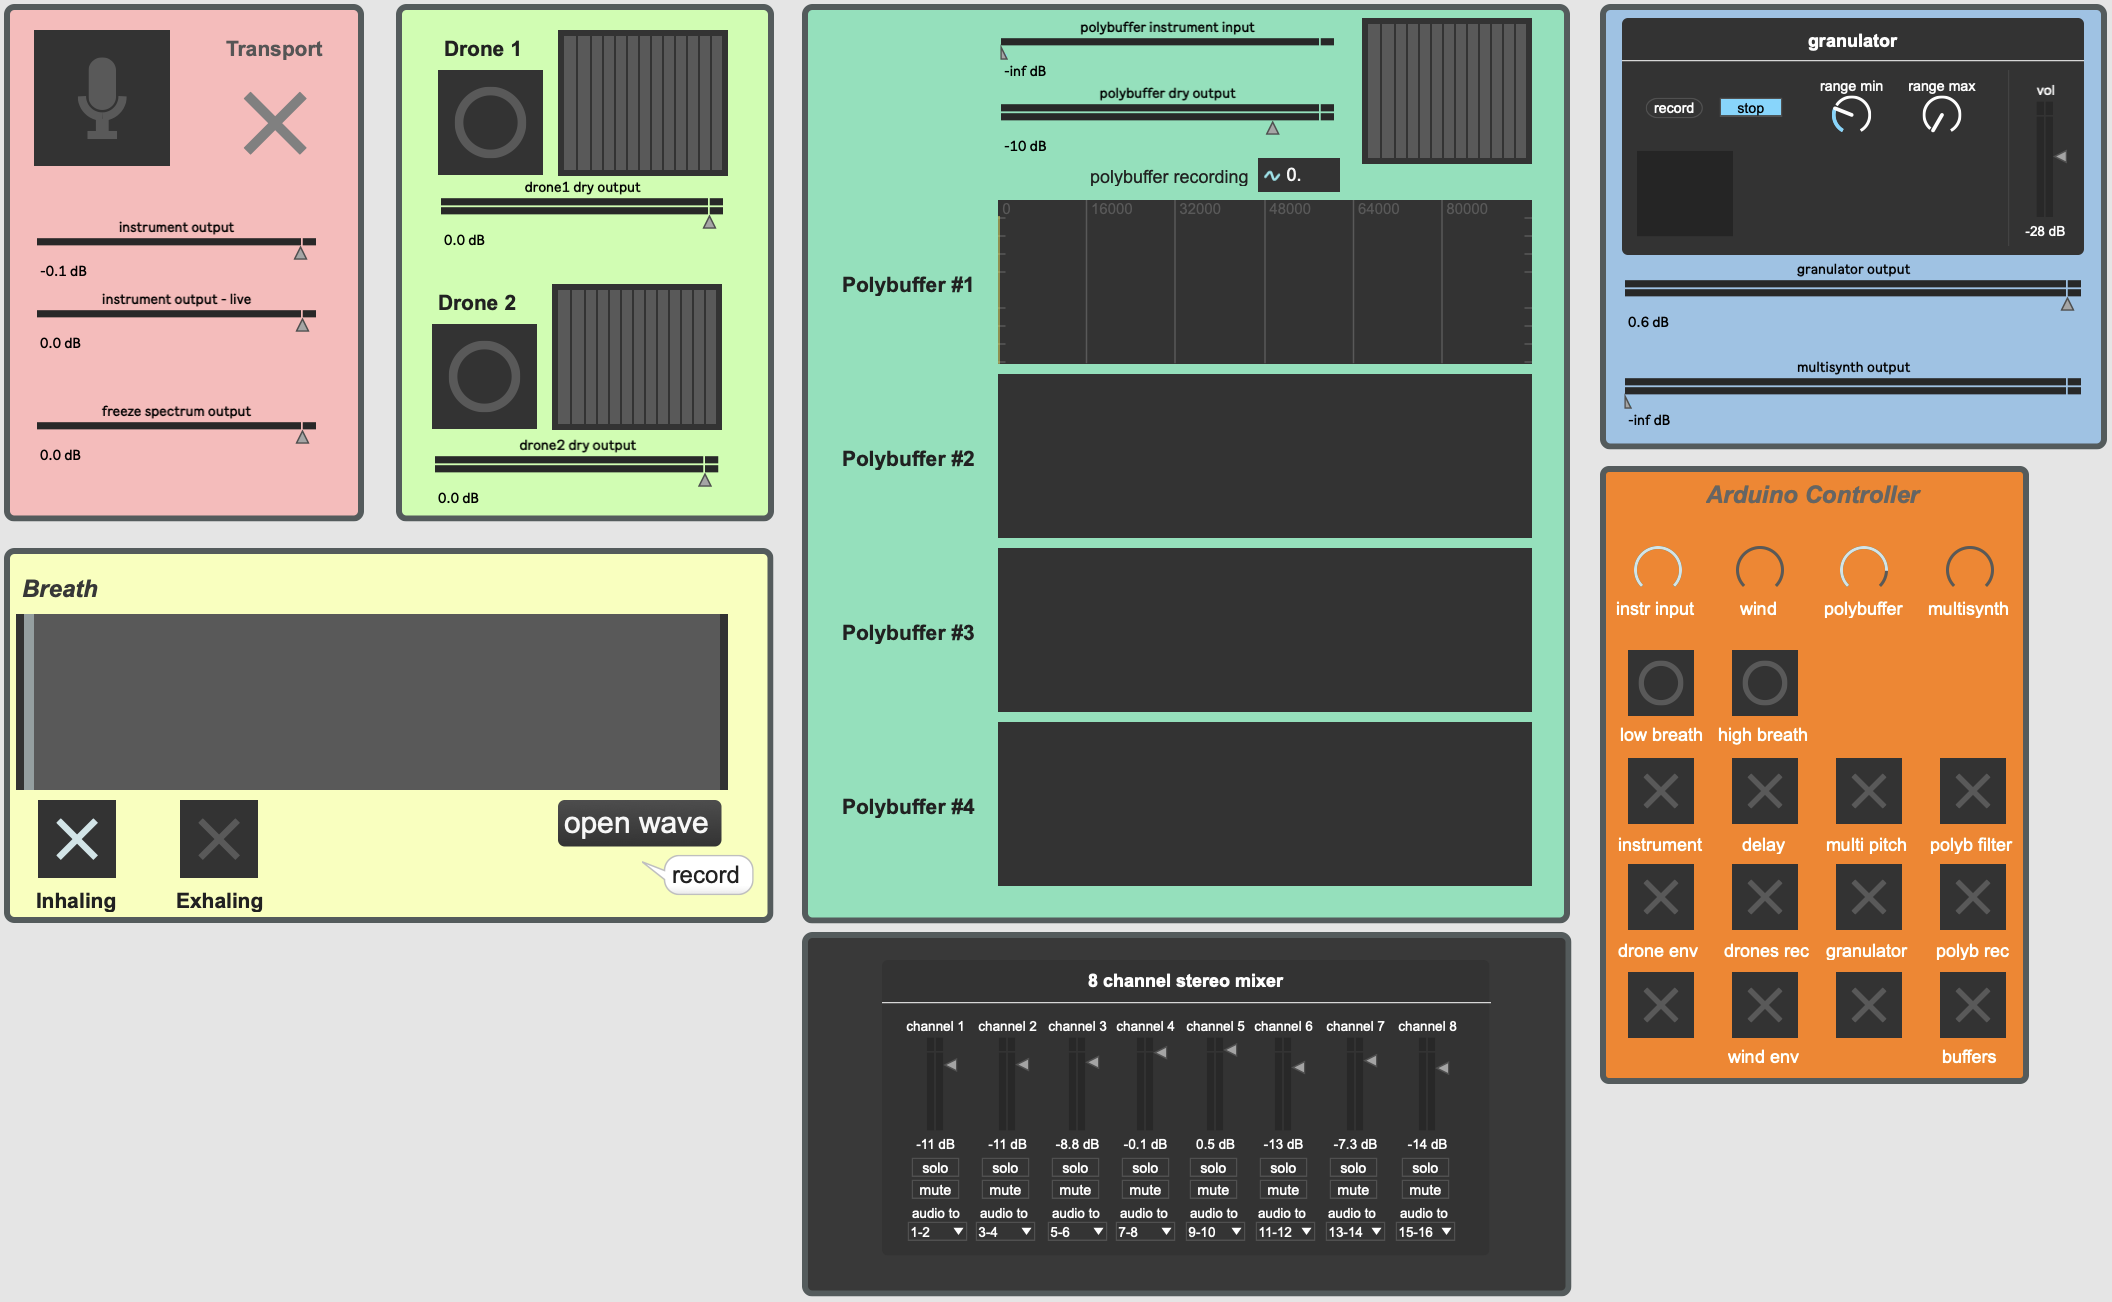 Transport
instrument output
-0.1 dB
instrument output - live
0.0 dB
freeze spectrum output
0.0 dB
Drone 1
drone1 dry output
0.0 dB
Drone 2
drone2 dry output
0.0 dB
Breath
Inhaling
Exhaling
open wave
record
polybuffer instrument input
-inf dB
polybuffer dry output
-10 dB
polybuffer recording 0.
0 16000 32000 48000 64000 80000
Polybuffer #1
Polybuffer #2
Polybuffer #3
Polybuffer #4
8 channel stereo mixer
channel 1 channel 2 channel 3 channel 4 channel 5 channel 6 channel 7 channel 8
-11 dB -11 dB -8.8 dB -0.1 dB 0.5 dB -13 dB -7.3 dB -14 dB
solo solo solo solo solo solo solo solo
mute mute mute mute mute mute mute mute
audio to audio to audio to audio to audio to audio to audio to audio to
1-2 3-4 5-6 7-8 9-10 11-12 13-14 15-16
granulator
range min range max vol
record stop
-28 dB
granulator output
0.6 dB
multisynth output
-inf dB
Arduino Controller
instr input wind polybuffer multisynth
low breath high breath
instrument delay multi pitch polyb filter
drone env drones rec granulator polyb rec
wind env buffers